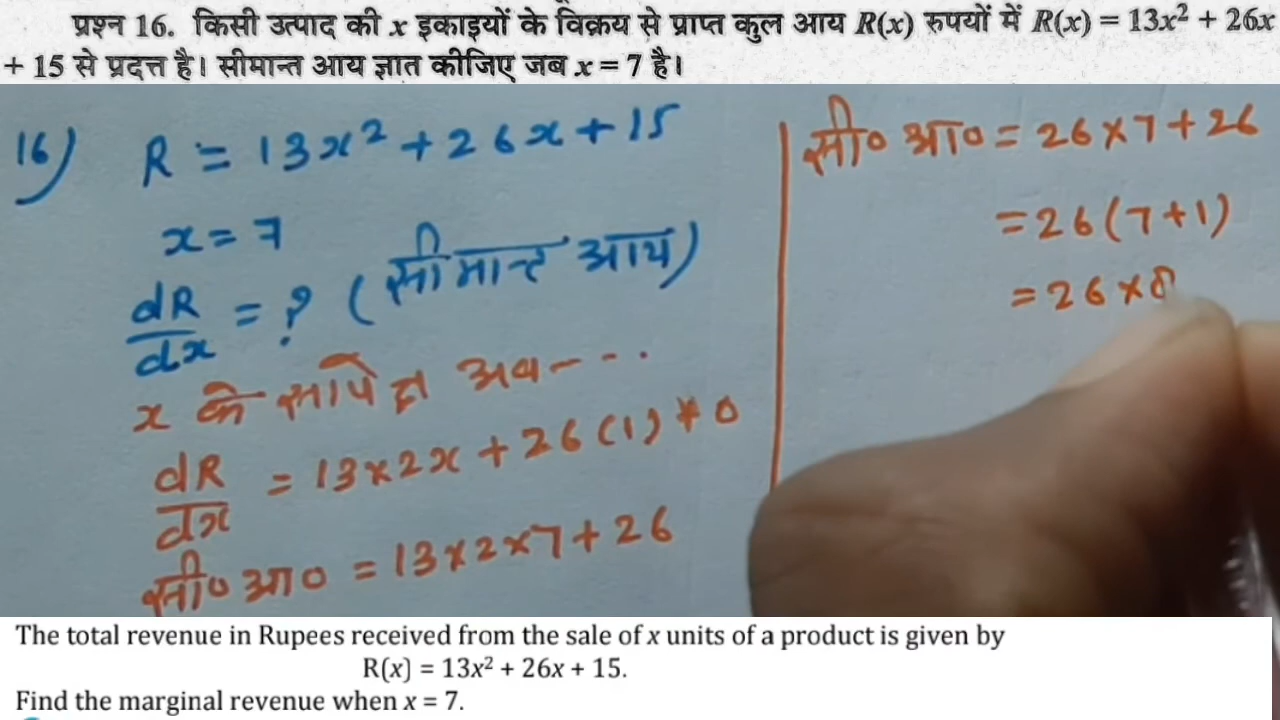 प्रश्न 16. किसी उत्पाद की x इकाइयों के विक्रय से प्राप्त कुल आय R(x) रुपयों में R(x) = 13x² + 26x
+ 15 से प्रदत्त है। सीमान्त आय ज्ञात कीजिए जब x = 7 है।
16) R = 13x² + 26x + 15
x = 7
dR/dx = ? (सीमान्त आय)
x के सापेक्ष अव---...
dR/dx = 13×2x + 26(1) + 0
सी० आ० = 13×2×7 + 26
सी० आ० = 26×7 + 26
= 26(7+1)
= 26×8
The total revenue in Rupees received from the sale of x units of a product is given by
R(x) = 13x² + 26x + 15.
Find the marginal revenue when x = 7.